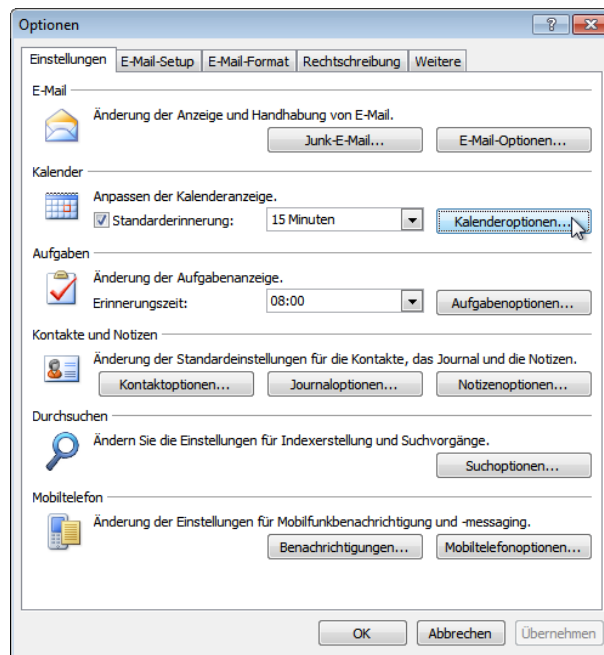 Optionen
Einstellungen E-Mail-Setup E-Mail-Format Rechtschreibung Weitere
E-Mail
Änderung der Anzeige und Handhabung von E-Mail.
Junk-E-Mail... E-Mail-Optionen...
Kalender
Anpassen der Kalenderanzeige.
Standarderinnerung: 15 Minuten Kalenderoptionen...
Aufgaben
Änderung der Aufgabenanzeige.
Erinnerungszeit: 08:00 Aufgabenoptionen...
Kontakte und Notizen
Änderung der Standardeinstellungen für die Kontakte, das Journal und die Notizen.
Kontaktoptionen... Journaloptionen... Notizenoptionen...
Durchsuchen
Ändern Sie die Einstellungen für Indexerstellung und Suchvorgänge.
Suchoptionen...
Mobiltelefon
Änderung der Einstellungen für Mobilfunkbenachrichtigung und -messaging.
Benachrichtigungen... Mobiltelefonoptionen...
OK Abbrechen Übernehmen